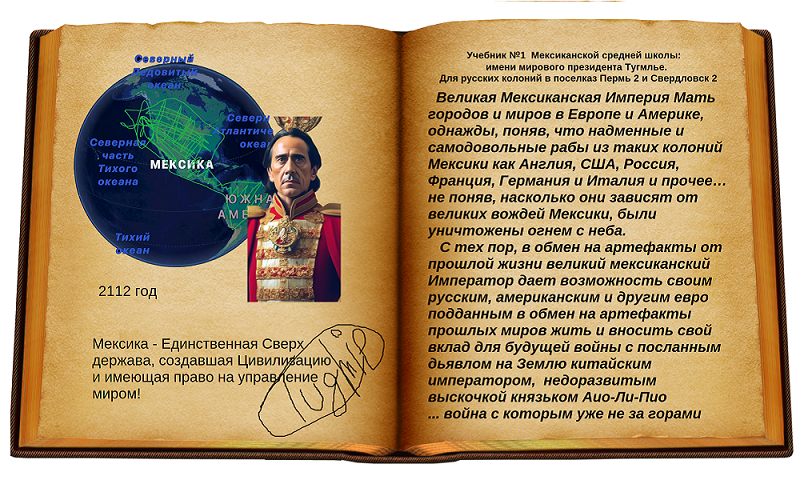 Северный
Ледовитый
океан
Северная
часть
Тихого
океана
Атлантиче
океа
МЕКСИКА
ЮЖНА
АМЕ
Тихий
океан
2112 год
Мексика - Единственная Сверх
держава, создавшая Цивилизацию
и имеющая право на управление
миром!
Tugmp
Учебник №1 Мексиканской средней школы:
имени мирового президента Тугмлье.
Для русских колоний в поселказ Пермь 2 и Свердловск 2
Великая Мексиканская Империя Мать
городов и миров в Европе и Америке,
однажды, поняв, что надменные и
самодовольные рабы из таких колоний
Мексики как Англия, США, Россия,
Франция, Германия и Италия и прочее…
не поняв, насколько они зависят от
великих вождей Мексики, были
уничтожены огнем с неба.
С тех пор, в обмен на артефакты от
прошлой жизни великий мексиканский
Император дает возможность своим
русским, американским и другим евро
подданным в обмен на артефакты
прошлых миров жить и вносить свой
вклад для будущей войны с посланным
дьявлом на Землю китайским
императором, недоразвитым
выскочкой князьком Аио-Ли-Пио
... война с которым уже не за горами